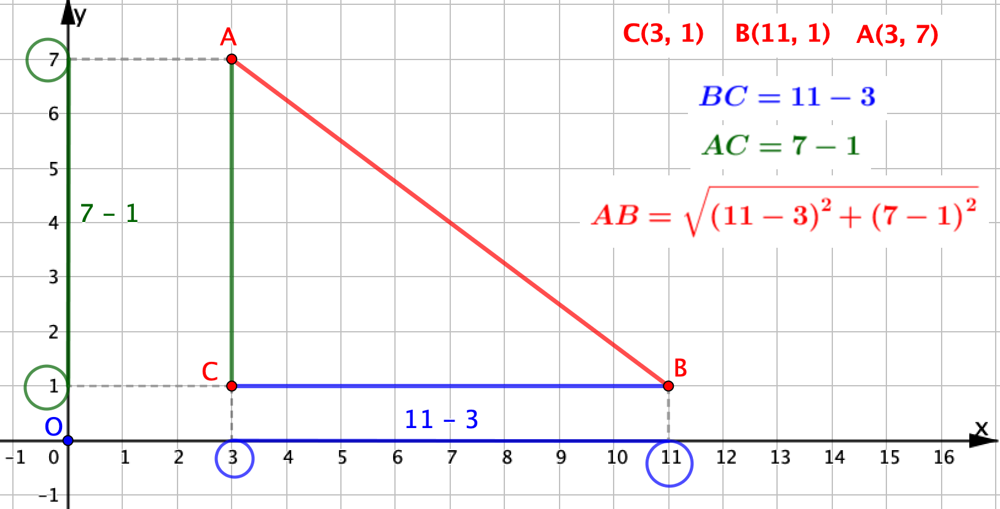 y
A
C(3, 1) B(11, 1) A(3, 7)
7
BC = 11 − 3
6
AC = 7 − 1
5
7 − 1
AB = √(11 − 3)² + (7 − 1)²
4
3
2
C
B
1
11 − 3
O
x
−1 0 1 2 3 4 5 6 7 8 9 10 11 12 13 14 15 16
−1